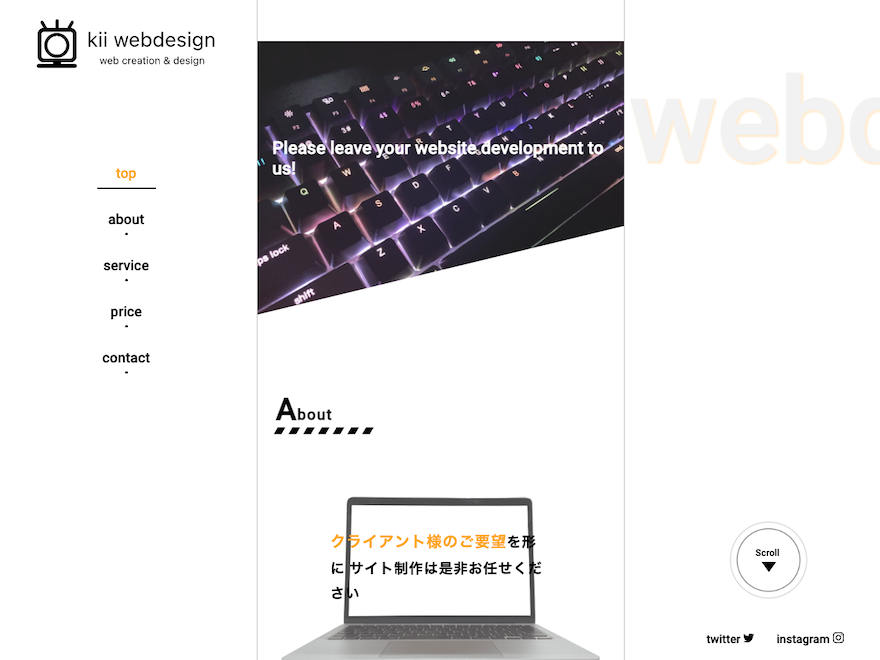 kii webdesign
web creation & design
top
about
service
price
contact
Please leave your website development to
us!
About
クライアント様のご要望を形
に サイト制作は是非お任せくだ
さい
web
Scroll
twitter
instagram